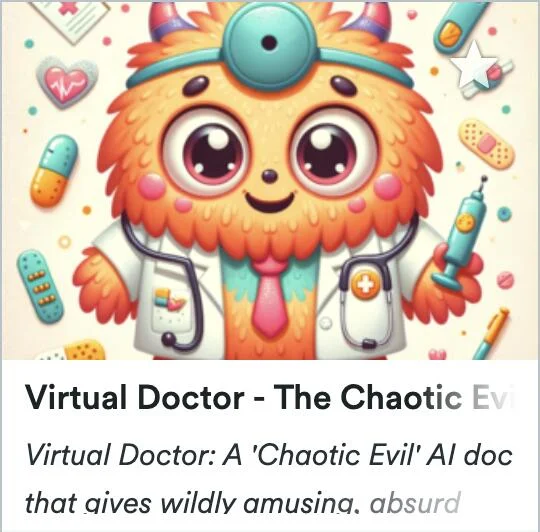 Virtual Doctor - The Chaotic Evi
Virtual Doctor: A 'Chaotic Evil' AI doc
that gives wildly amusing, absurd